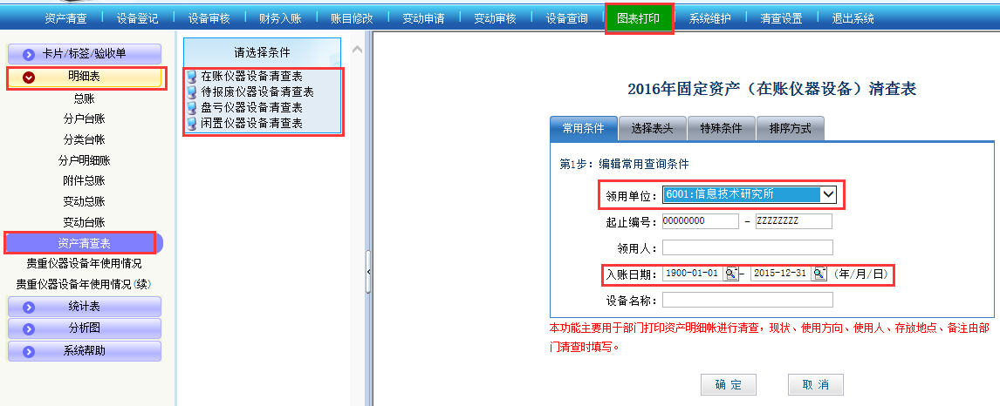 资产清查 设备登记 设备审核 财务入账 账目修改 变动申请 变动审核 设备查询 图表打印 系统维护 清查设置 退出系统
卡片/标签/验收单
明细表
总账
分户台账
分类台帐
分户明细账
附件总账
变动总账
变动台账
资产清查表
贵重仪器设备年使用情况
贵重仪器设备年使用情况(续)
统计表
分析图
系统帮助
请选择条件
在账仪器设备清查表
待报废仪器设备清查表
盘亏仪器设备清查表
闲置仪器设备清查表
2016年固定资产（在账仪器设备）清查表
常用条件 选择表头 特殊条件 排序方式
第1步：编辑常用查询条件
领用单位： 6001:信息技术研究所
起止编号： 00000000 - ZZZZZZZZ
领用人：
入账日期： 1900-01-01 - 2015-12-31 (年/月/日)
设备名称：
本功能主要用于部门打印资产明细帐进行清查，现状、使用方向、使用人、存放地点、备注由部
门清查时填写。
确 定 取 消